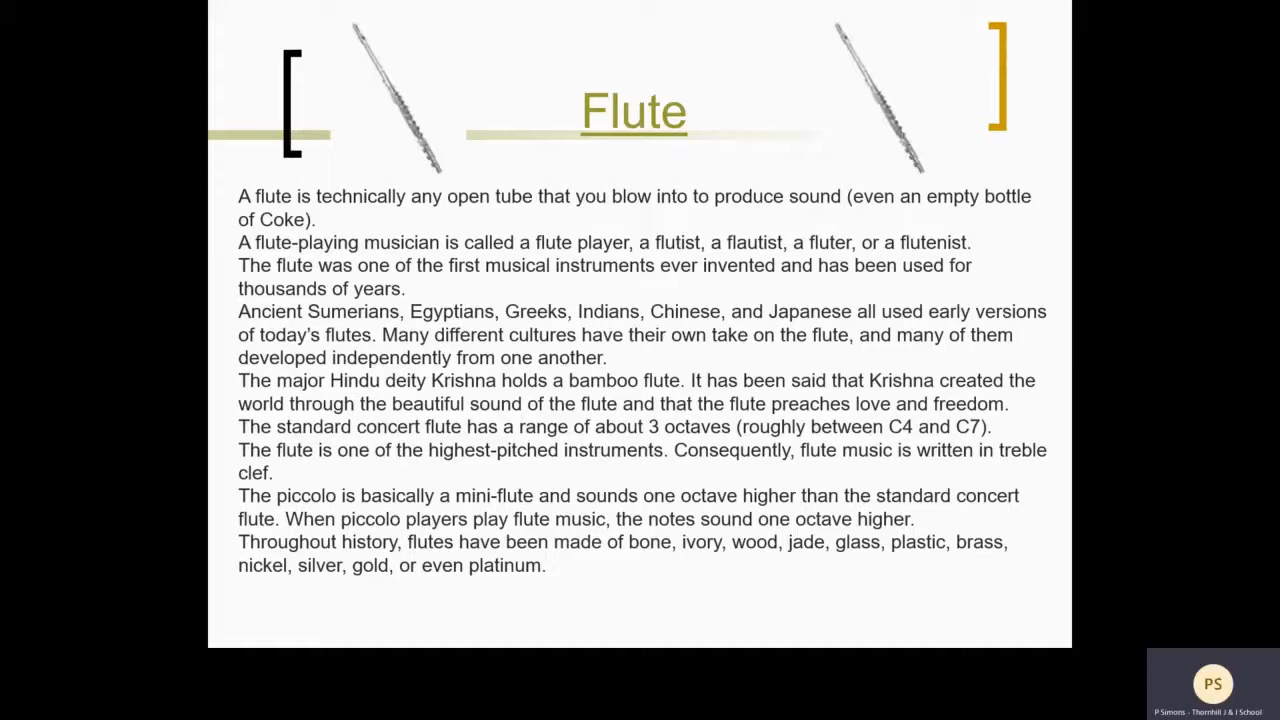 Flute
A flute is technically any open tube that you blow into to produce sound (even an empty bottle
of Coke).
A flute-playing musician is called a flute player, a flutist, a flautist, a fluter, or a flutenist.
The flute was one of the first musical instruments ever invented and has been used for
thousands of years.
Ancient Sumerians, Egyptians, Greeks, Indians, Chinese, and Japanese all used early versions
of today’s flutes. Many different cultures have their own take on the flute, and many of them
developed independently from one another.
The major Hindu deity Krishna holds a bamboo flute. It has been said that Krishna created the
world through the beautiful sound of the flute and that the flute preaches love and freedom.
The standard concert flute has a range of about 3 octaves (roughly between C4 and C7).
The flute is one of the highest-pitched instruments. Consequently, flute music is written in treble
clef.
The piccolo is basically a mini-flute and sounds one octave higher than the standard concert
flute. When piccolo players play flute music, the notes sound one octave higher.
Throughout history, flutes have been made of bone, ivory, wood, jade, glass, plastic, brass,
nickel, silver, gold, or even platinum.
PS
P Simons - Thornhill J & I School